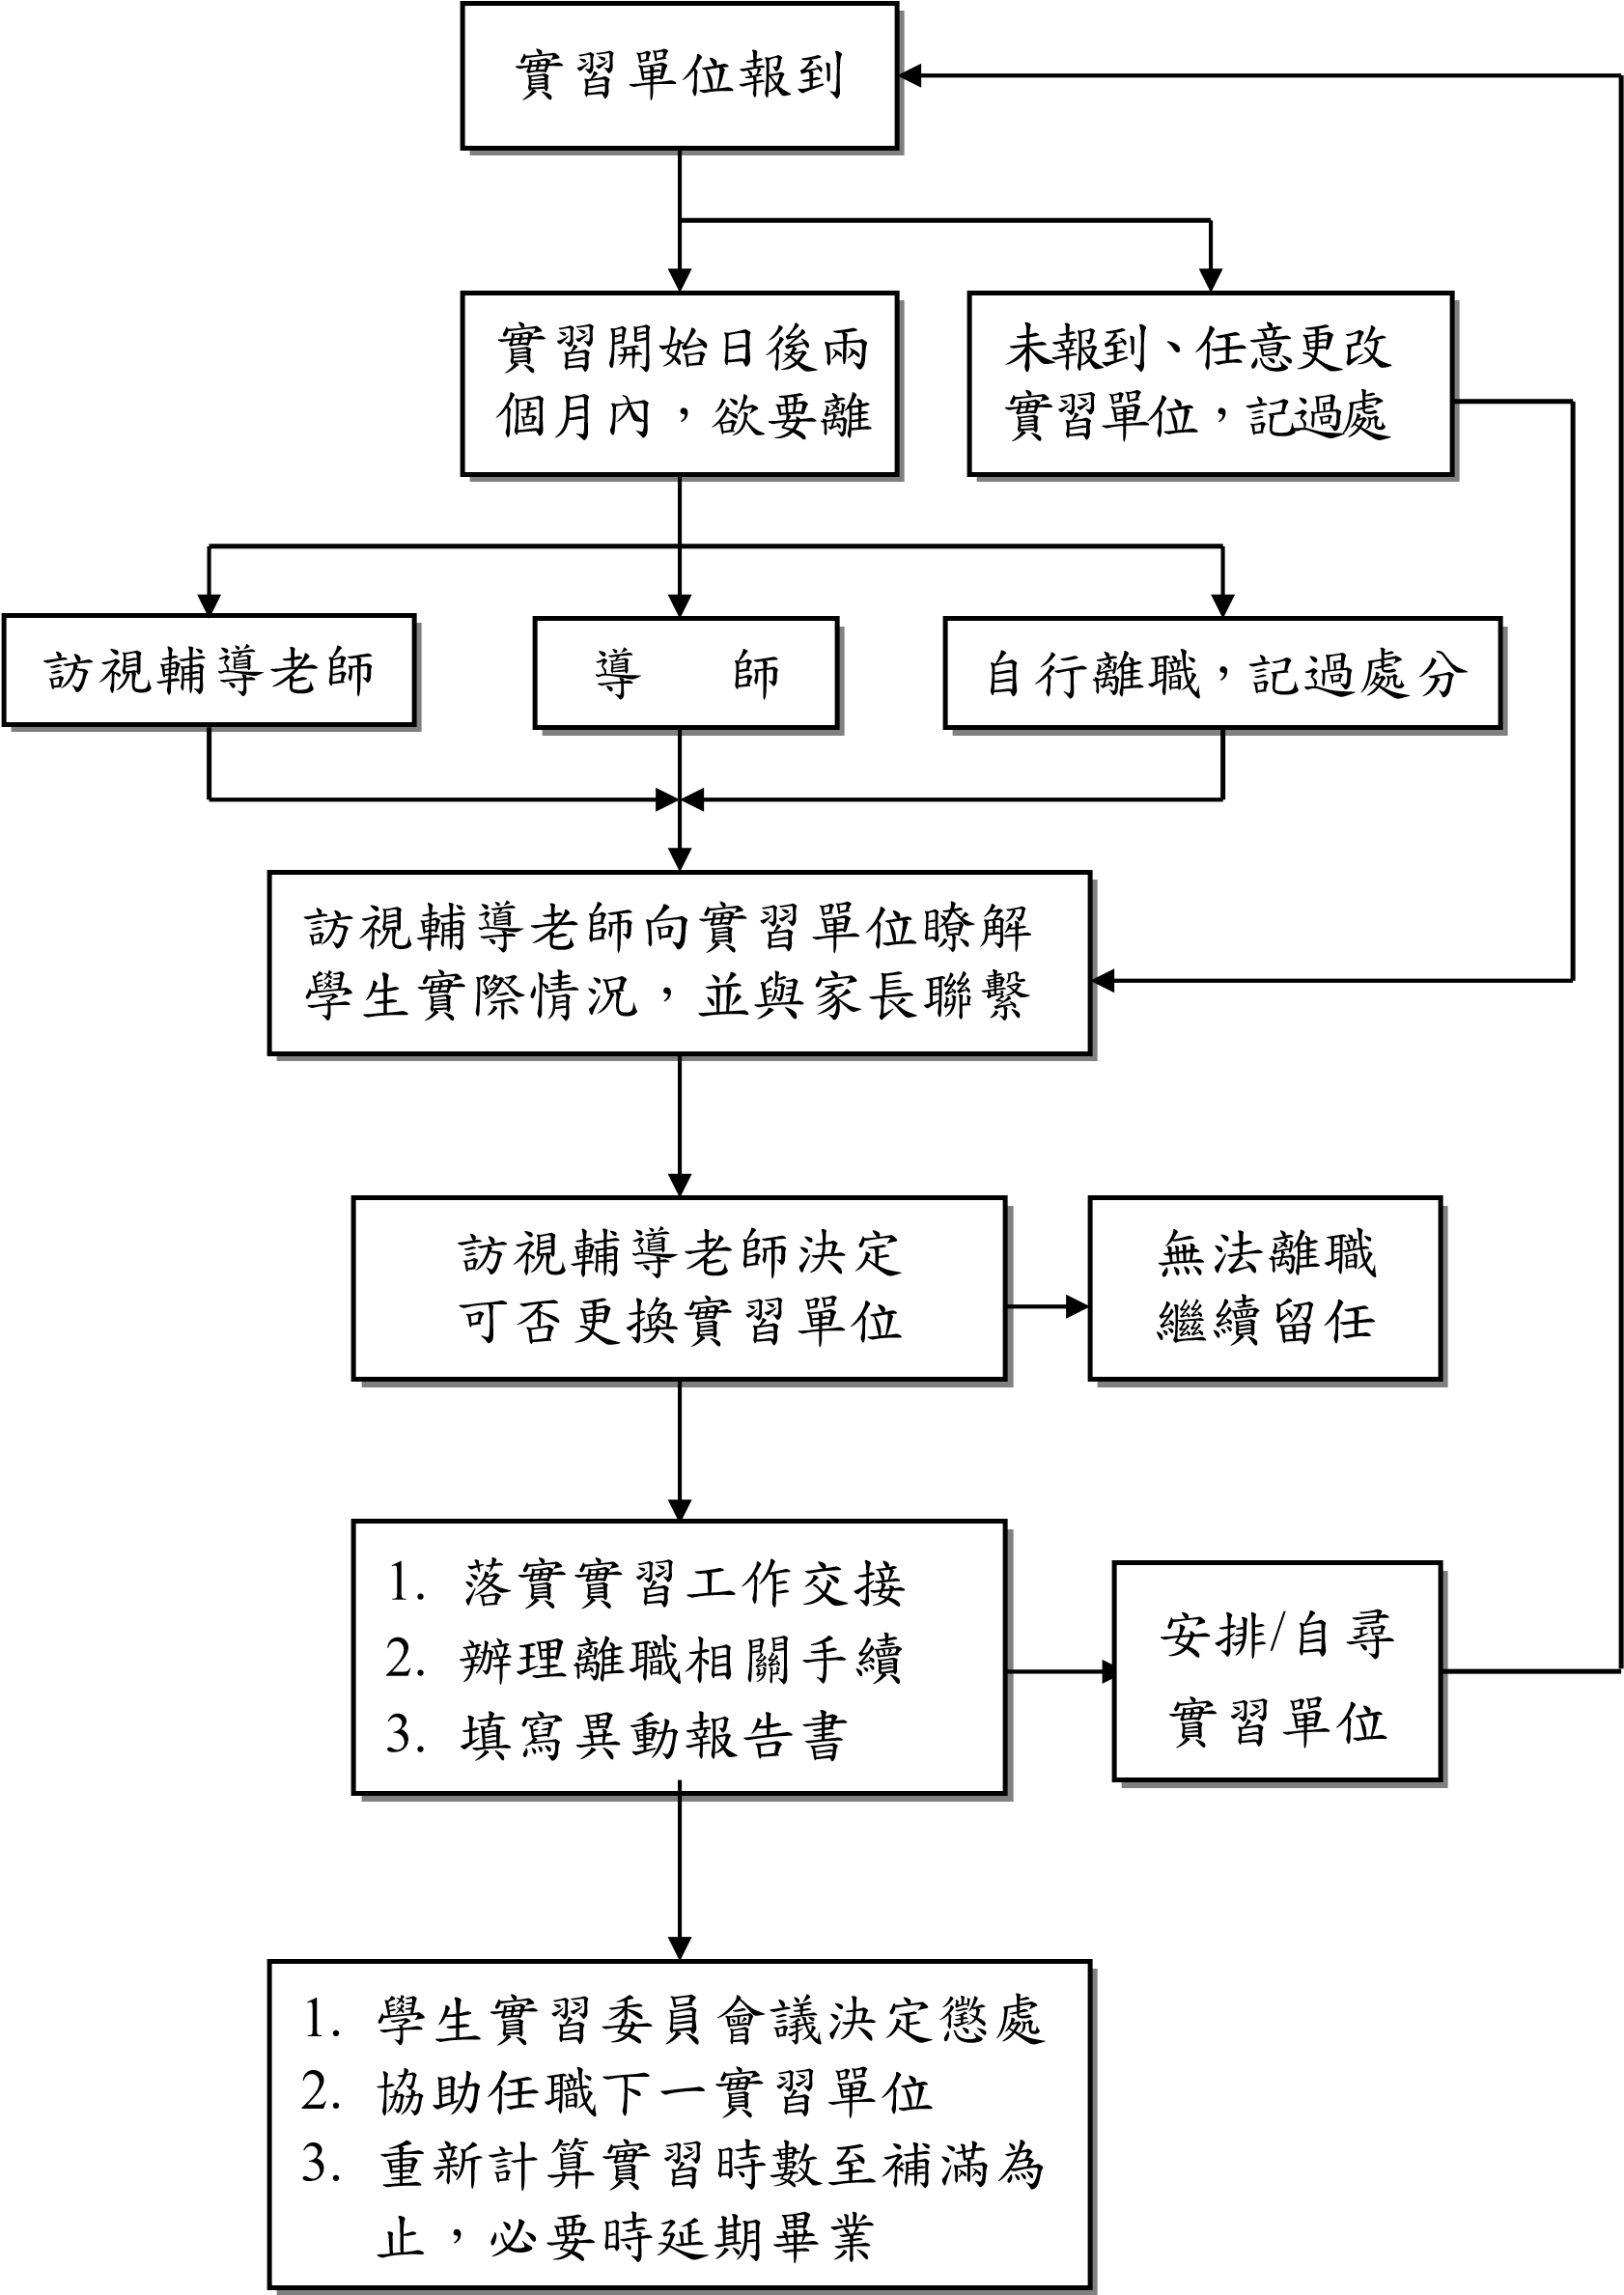 實習單位報到
實習開始日後兩
個月內，欲要離
未報到、任意更改
實習單位，記過處
訪視輔導老師
導　師
自行離職，記過處分
訪視輔導老師向實習單位瞭解
學生實際情況，並與家長聯繫
訪視輔導老師決定
可否更換實習單位
無法離職
繼續留任
1. 落實實習工作交接
2. 辦理離職相關手續
3. 填寫異動報告書
安排/自尋
實習單位
1. 學生實習委員會議決定懲處
2. 協助任職下一實習單位
3. 重新計算實習時數至補滿為
止，必要時延期畢業